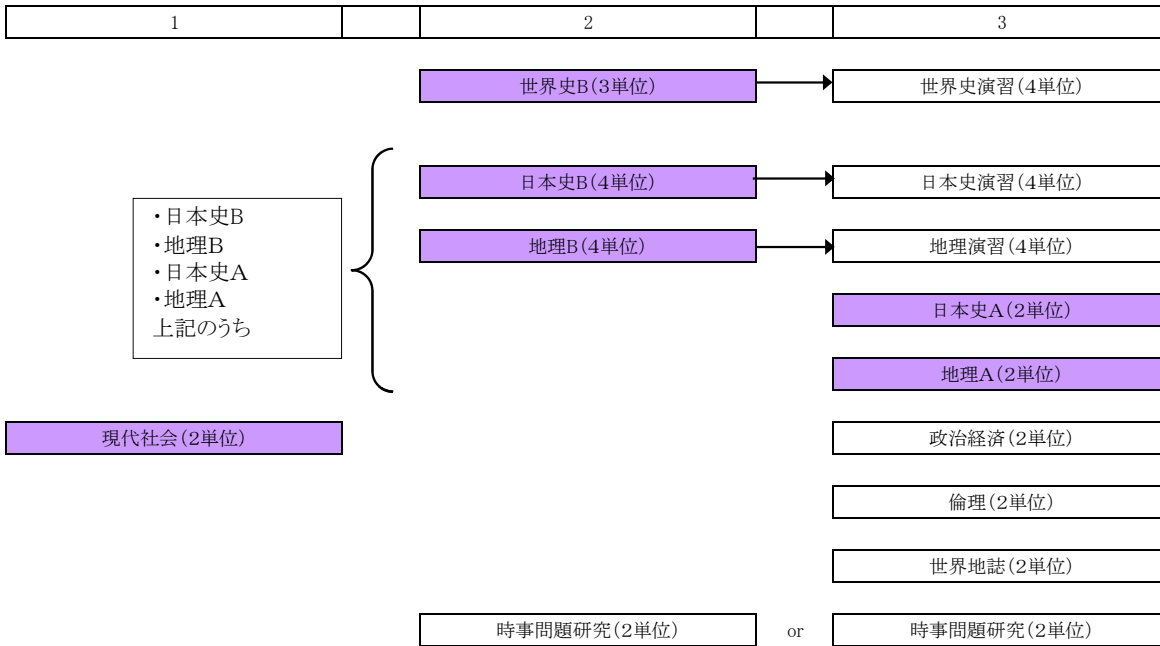 1 2 3
世界史B(3単位) 世界史演習(4単位)
日本史B(4単位) 日本史演習(4単位)
・日本史B
・地理B
・日本史A
・地理A
上記のうち
地理B(4単位) 地理演習(4単位)
日本史A(2単位)
地理A(2単位)
現代社会(2単位) 政治経済(2単位)
倫理(2単位)
世界地誌(2単位)
時事問題研究(2単位) or 時事問題研究(2単位)